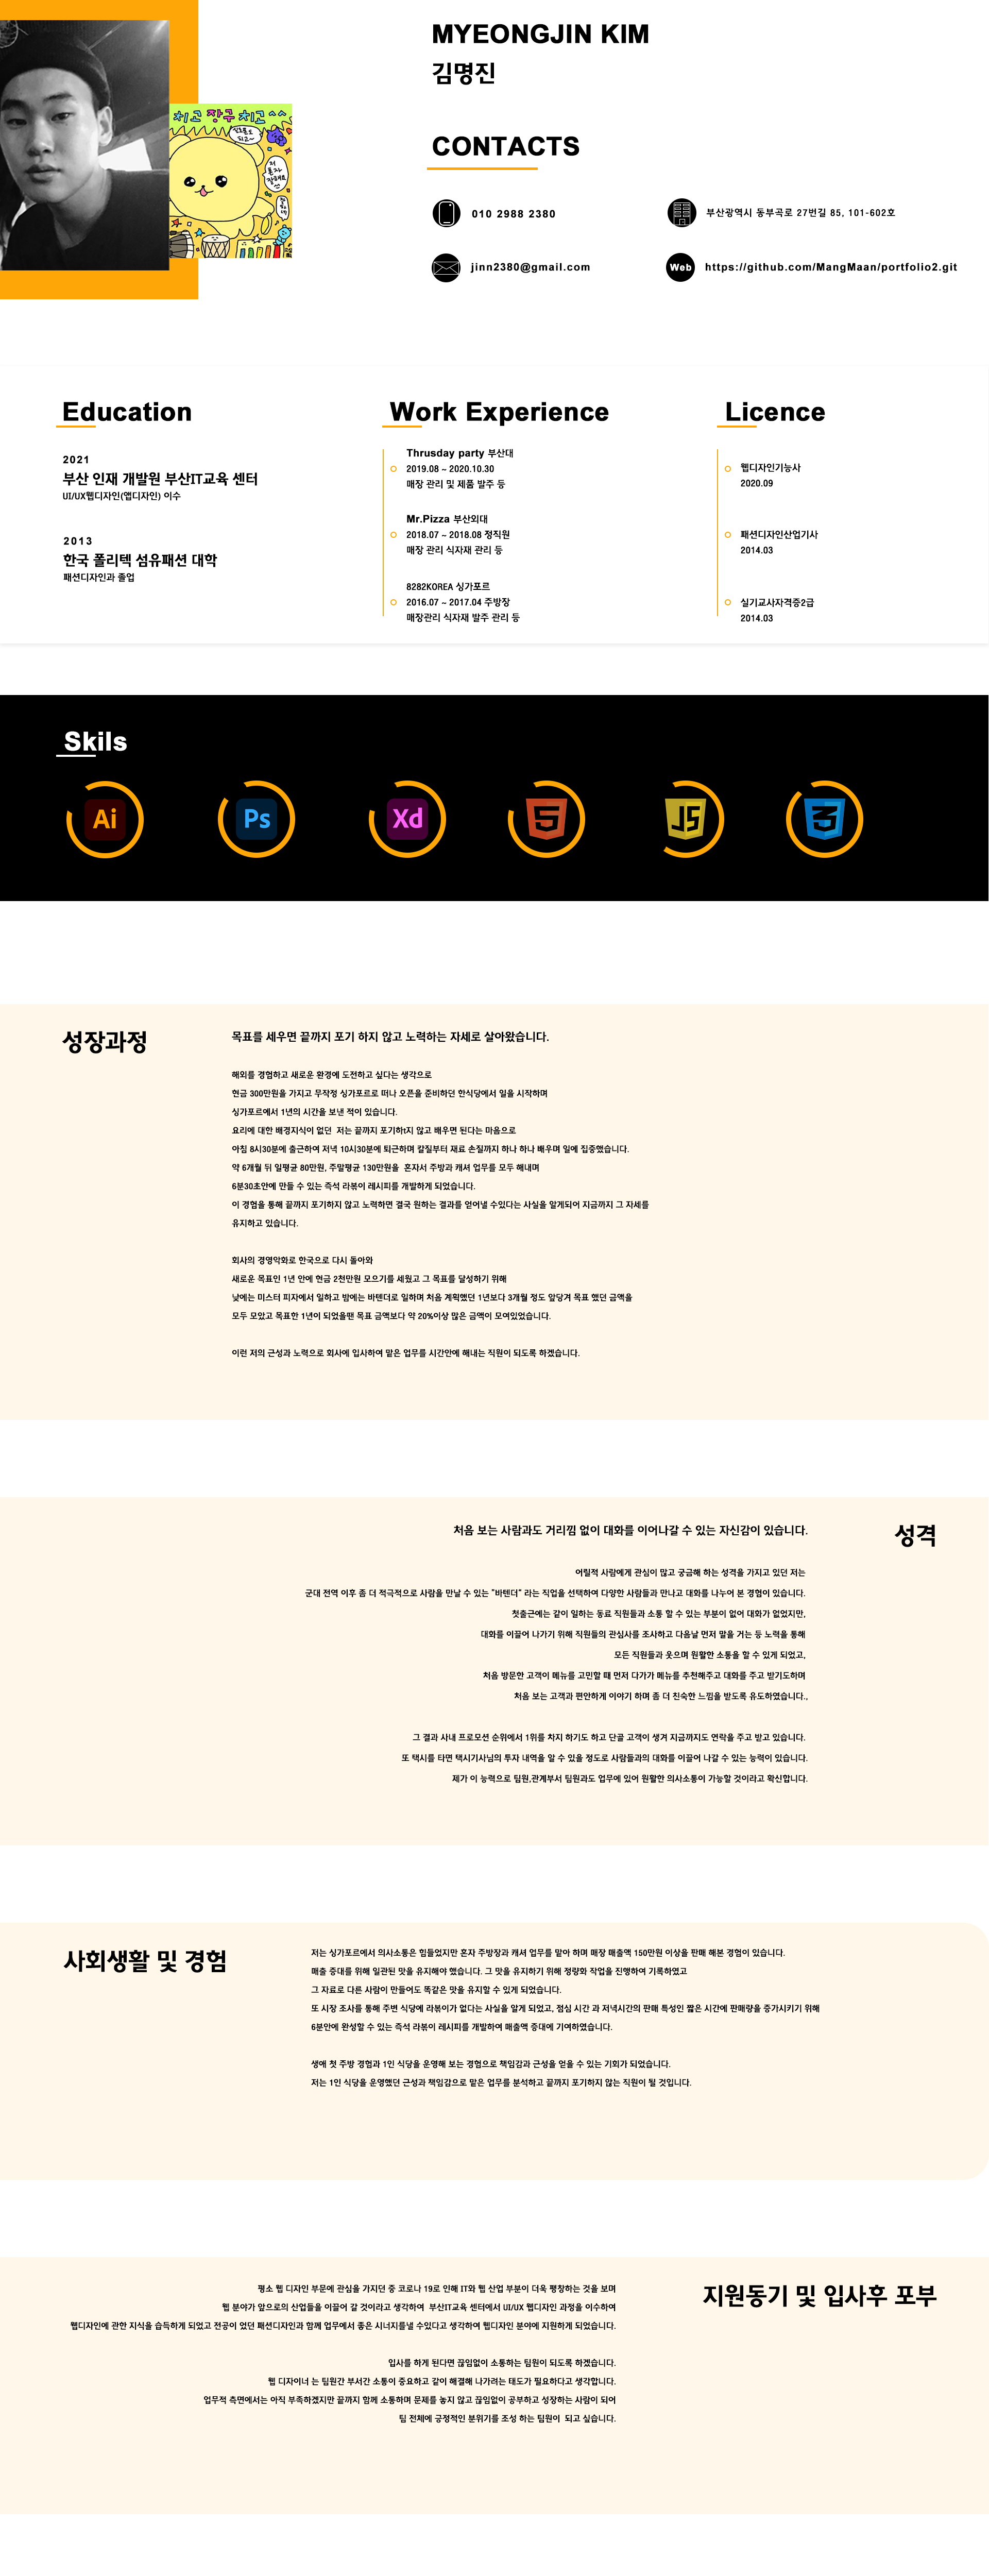 MYEONGJIN KIM
김명진
치고 장구 치고 ^^
CONTACTS
010 2988 2380
부산광역시 동부곡로 27번길 85, 101-602호
jinn2380@gmail.com
Web
https://github.com/MangMaan/portfolio2.git
Education
2021
부산 인재 개발원 부산IT교육 센터
UI/UX웹디자인(앱디자인) 이수
2013
한국 폴리텍 섬유패션 대학
패션디자인과 졸업
Work Experience
Thrusday party 부산대
2019.08 ~ 2020.10.30
매장 관리 및 제품 발주 등
Mr.Pizza 부산외대
2018.07 ~ 2018.08 정직원
매장 관리 식자재 관리 등
8282KOREA 싱가포르
2016.07 ~ 2017.04 주방장
매장관리 식자재 발주 관리 등
Licence
웹디자인기능사
2020.09
패션디자인산업기사
2014.03
실기교사자격증2급
2014.03
Skils
Ai
Ps
Xd
5
JS
3
성장과정
목표를 세우면 끝까지 포기 하지 않고 노력하는 자세로 살아왔습니다.
해외를 경험하고 새로운 환경에 도전하고 싶다는 생각으로
현금 300만원을 가지고 무작정 싱가포르로 떠나 오픈을 준비하던 한식당에서 일을 시작하며
싱가포르에서 1년의 시간을 보낸 적이 있습니다.
요리에 대한 배경지식이 없던 저는 끝까지 포기하t지 않고 배우면 된다는 마음으로
아침 8시30분에 출근하여 저녁 10시30분에 퇴근하며 칼질부터 재료 손질까지 하나 하나 배우며 일에 집중했습니다.
약 6개월 뒤 일평균 80만원, 주말평균 130만원을 혼자서 주방과 캐셔 업무를 모두 해내며
6분30초안에 만들 수 있는 즉석 라볶이 레시피를 개발하게 되었습니다.
이 경험을 통해 끝까지 포기하지 않고 노력하면 결국 원하는 결과를 얻어낼 수있다는 사실을 알게되어 지금까지 그 자세를
유지하고 있습니다.
회사의 경영악화로 한국으로 다시 돌아와
새로운 목표인 1년 안에 현금 2천만원 모으기를 세웠고 그 목표를 달성하기 위해
낮에는 미스터 피자에서 일하고 밤에는 바텐더로 일하며 처음 계획했던 1년보다 3개월 정도 앞당겨 목표 했던 금액을
모두 모았고 목표한 1년이 되었을땐 목표 금액보다 약 20%이상 많은 금액이 모여있었습니다.
이런 저의 근성과 노력으로 회사에 입사하여 맡은 업무를 시간안에 해내는 직원이 되도록 하겠습니다.
성격
처음 보는 사람과도 거리낌 없이 대화를 이어나갈 수 있는 자신감이 있습니다.
어릴적 사람에게 관심이 많고 궁금해 하는 성격을 가지고 있던 저는
군대 전역 이후 좀 더 적극적으로 사람을 만날 수 있는 "바텐더" 라는 직업을 선택하여 다양한 사람들과 만나고 대화를 나누어 본 경험이 있습니다.
첫출근에는 같이 일하는 동료 직원들과 소통 할 수 있는 부분이 없어 대화가 없었지만,
대화를 이끌어 나가기 위해 직원들의 관심사를 조사하고 다음날 먼저 말을 거는 등 노력을 통해
모든 직원들과 웃으며 원활한 소통을 할 수 있게 되었고,
처음 방문한 고객이 메뉴를 고민할 때 먼저 다가가 메뉴를 추천해주고 대화를 주고 받기도하며
처음 보는 고객과 편안하게 이야기 하며 좀 더 친숙한 느낌을 받도록 유도하였습니다.,
그 결과 사내 프로모션 순위에서 1위를 차지 하기도 하고 단골 고객이 생겨 지금까지도 연락을 주고 받고 있습니다.
또 택시를 타면 택시기사님의 투자 내역을 알 수 있을 정도로 사람들과의 대화를 이끌어 나갈 수 있는 능력이 있습니다.
제가 이 능력으로 팀원,관계부서 팀원과도 업무에 있어 원활한 의사소통이 가능할 것이라고 확신합니다.
사회생활 및 경험
저는 싱가포르에서 의사소통은 힘들었지만 혼자 주방장과 캐셔 업무를 맡아 하며 매장 매출액 150만원 이상을 판매 해본 경험이 있습니다.
매출 증대를 위해 일관된 맛을 유지해야 했습니다. 그 맛을 유지하기 위해 정량화 작업을 진행하여 기록하였고
그 자료로 다른 사람이 만들어도 똑같은 맛을 유지할 수 있게 되었습니다.
또 시장 조사를 통해 주변 식당에 라볶이가 없다는 사실을 알게 되었고, 점심 시간 과 저녁시간의 판매 특성인 짧은 시간에 판매량을 증가시키기 위해
6분안에 완성할 수 있는 즉석 라볶이 레시피를 개발하여 매출액 증대에 기여하였습니다.
생애 첫 주방 경험과 1인 식당을 운영해 보는 경험으로 책임감과 근성을 얻을 수 있는 기회가 되었습니다.
저는 1인 식당을 운영했던 근성과 책임감으로 맡은 업무를 분석하고 끝까지 포기하지 않는 직원이 될 것입니다.
지원동기 및 입사후 포부
평소 웹 디자인 부문에 관심을 가지던 중 코로나 19로 인해 IT와 웹 산업 부분이 더욱 팽창하는 것을 보며
웹 분야가 앞으로의 산업들을 이끌어 갈 것이라고 생각하여 부산IT교육 센터에서 UI/UX 웹디자인 과정을 이수하여
웹디자인에 관한 지식을 습득하게 되었고 전공이 었던 패션디자인과 함께 업무에서 좋은 시너지를낼 수있다고 생각하여 웹디자인 분야에 지원하게 되었습니다.
입사를 하게 된다면 끊임없이 소통하는 팀원이 되도록 하겠습니다.
웹 디자이너 는 팀원간 부서간 소통이 중요하고 같이 해결해 나가려는 태도가 필요하다고 생각합니다.
업무적 측면에서는 아직 부족하겠지만 끝까지 함께 소통하며 문제를 놓지 않고 끊임없이 공부하고 성장하는 사람이 되어
팀 전체에 긍정적인 분위기를 조성 하는 팀원이 되고 싶습니다.